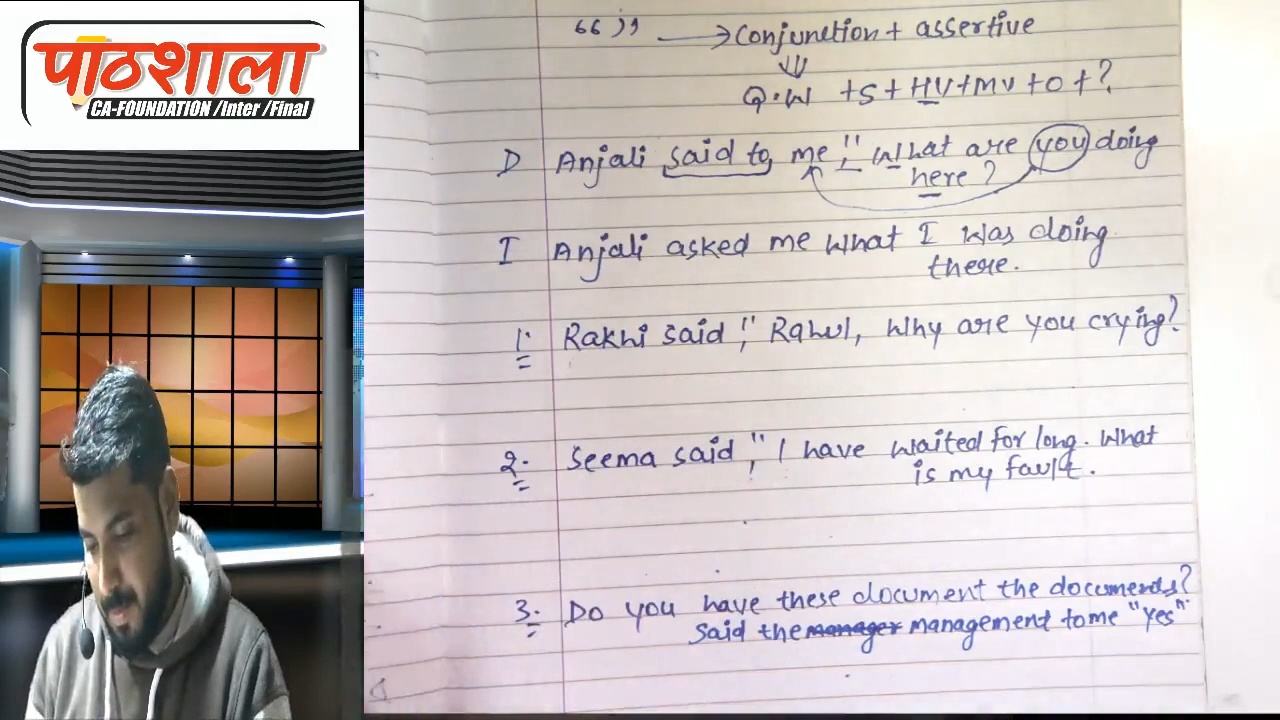 पाठशाला
CA-FOUNDATION /Inter /Final
"" → Conjunction + assertive
⇓
Q.W + S + HV + MV + O + ?
D Anjali said to me, "What are you doing
here?
I Anjali asked me what I was doing
there.
1. Rakhi said, "Rahul, Why are you crying?
2. Seema said, "I have waited for long. What
is my fault.
3. Do you have these document the documents?
Said the manager management to me "Yes".